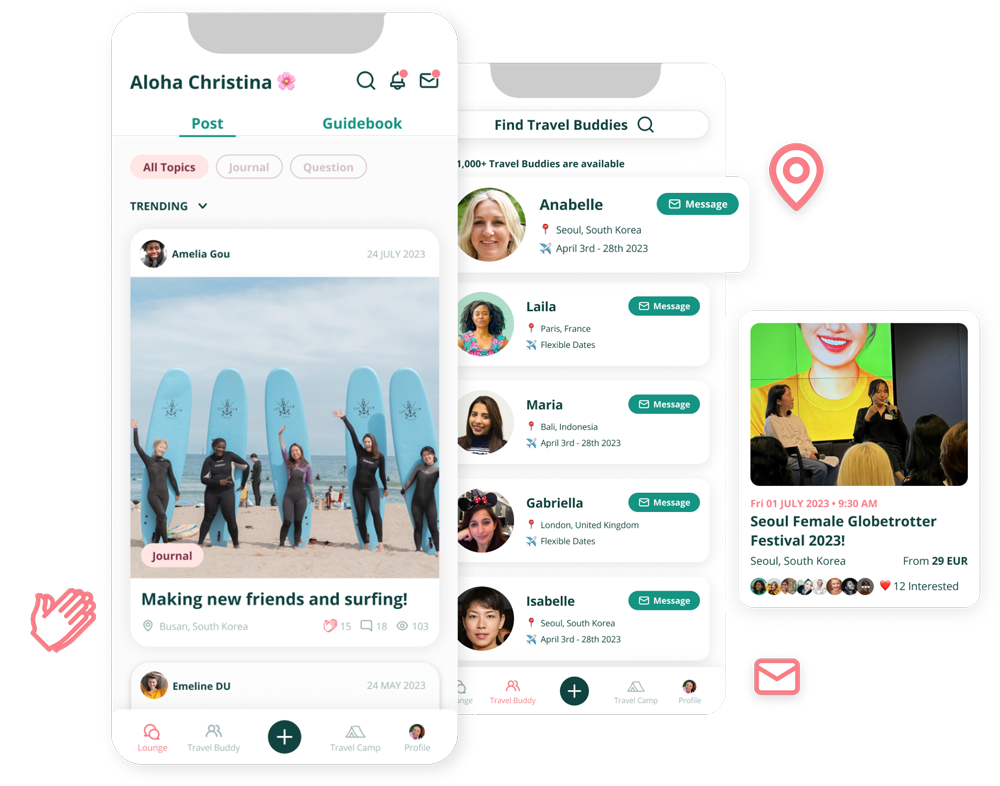 Aloha Christina
Post
Guidebook
All Topics
Journal
Question
TRENDING
Amelia Gou
24 JULY 2023
Journal
Making new friends and surfing!
Busan, South Korea
15
18
103
Emeline DU
24 MAY 2023
Lounge
Travel Buddy
Travel Camp
Profile
Find Travel Buddies
1,000+ Travel Buddies are available
Anabelle
Message
Seoul, South Korea
April 3rd - 28th 2023
Laila
Message
Paris, France
Flexible Dates
Maria
Message
Bali, Indonesia
April 3rd - 28th 2023
Gabriella
Message
London, United Kingdom
Flexible Dates
Isabelle
Message
Seoul, South Korea
April 3rd - 28th 2023
unge
Travel Buddy
Travel Camp
Profile
Fri 01 JULY 2023 • 9:30 AM
Seoul Female Globetrotter
Festival 2023!
Seoul, South Korea
From 29 EUR
12 Interested